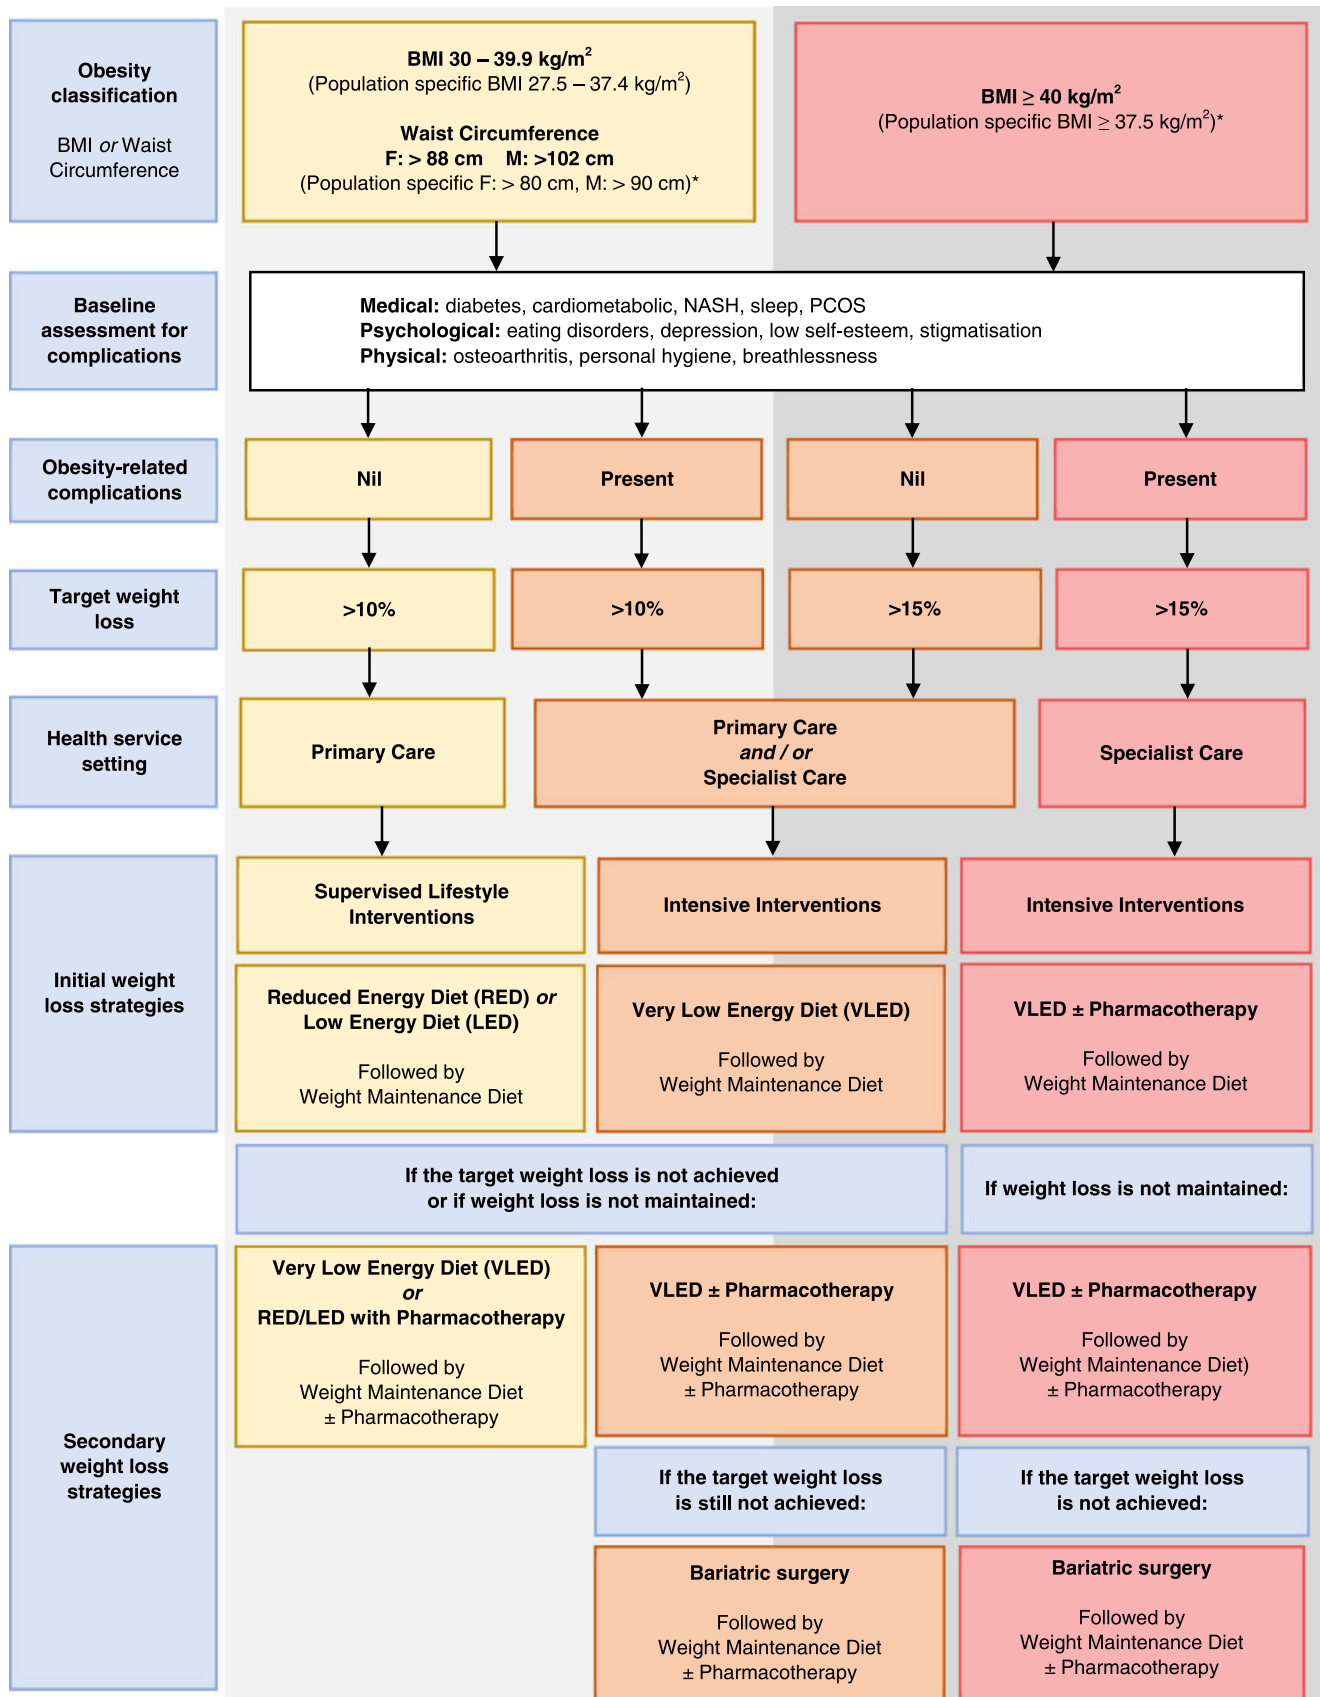 Obesity
classification
BMI or Waist
Circumference
BMI 30 – 39.9 kg/m²
(Population specific BMI 27.5 – 37.4 kg/m²)
Waist Circumference
F: > 88 cm M: >102 cm
(Population specific F: > 80 cm, M: > 90 cm)*
BMI ≥ 40 kg/m²
(Population specific BMI ≥ 37.5 kg/m²)*
Baseline
assessment for
complications
Medical: diabetes, cardiometabolic, NASH, sleep, PCOS
Psychological: eating disorders, depression, low self-esteem, stigmatisation
Physical: osteoarthritis, personal hygiene, breathlessness
Obesity-related
complications
Nil
Present
Nil
Present
Target weight
loss
>10%
>10%
>15%
>15%
Health service
setting
Primary Care
Primary Care
and / or
Specialist Care
Specialist Care
Initial weight
loss strategies
Supervised Lifestyle
Interventions
Intensive Interventions
Intensive Interventions
Reduced Energy Diet (RED) or
Low Energy Diet (LED)
Followed by
Weight Maintenance Diet
Very Low Energy Diet (VLED)
Followed by
Weight Maintenance Diet
VLED ± Pharmacotherapy
Followed by
Weight Maintenance Diet
If the target weight loss is not achieved
or if weight loss is not maintained:
If weight loss is not maintained:
Secondary
weight loss
strategies
Very Low Energy Diet (VLED)
or
RED/LED with Pharmacotherapy
Followed by
Weight Maintenance Diet
± Pharmacotherapy
VLED ± Pharmacotherapy
Followed by
Weight Maintenance Diet
± Pharmacotherapy
VLED ± Pharmacotherapy
Followed by
Weight Maintenance Diet)
± Pharmacotherapy
If the target weight loss
is still not achieved:
If the target weight loss
is not achieved:
Bariatric surgery
Followed by
Weight Maintenance Diet
± Pharmacotherapy
Bariatric surgery
Followed by
Weight Maintenance Diet
± Pharmacotherapy